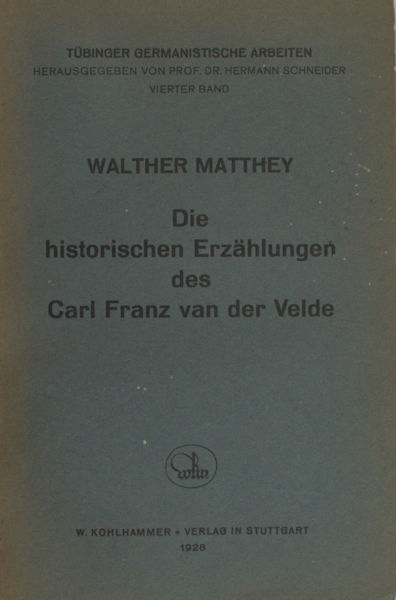 TÜBINGER GERMANISTISCHE ARBEITEN
HERAUSGEGEBEN VON PROF. DR. HERMANN SCHNEIDER
VIERTER BAND
WALTHER MATTHEY
Die
historischen Erzählungen
des
Carl Franz van der Velde
W. KOHLHAMMER • VERLAG IN STUTTGART
1928